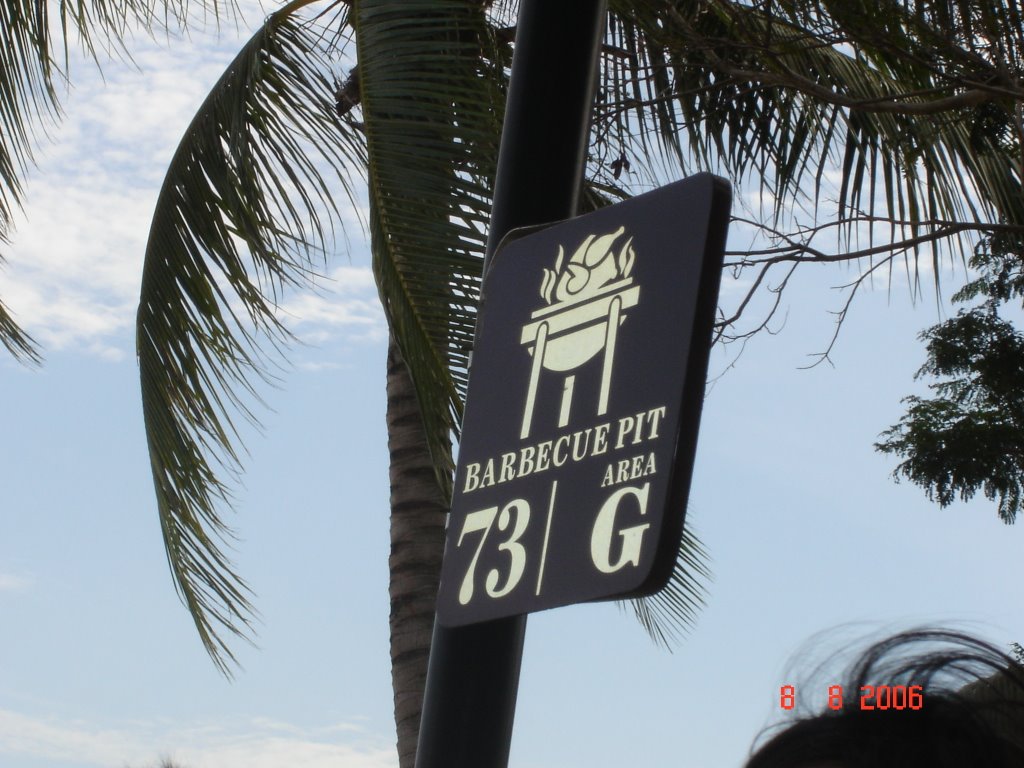 BARBECUE PIT
AREA
73 G
8 8 2006